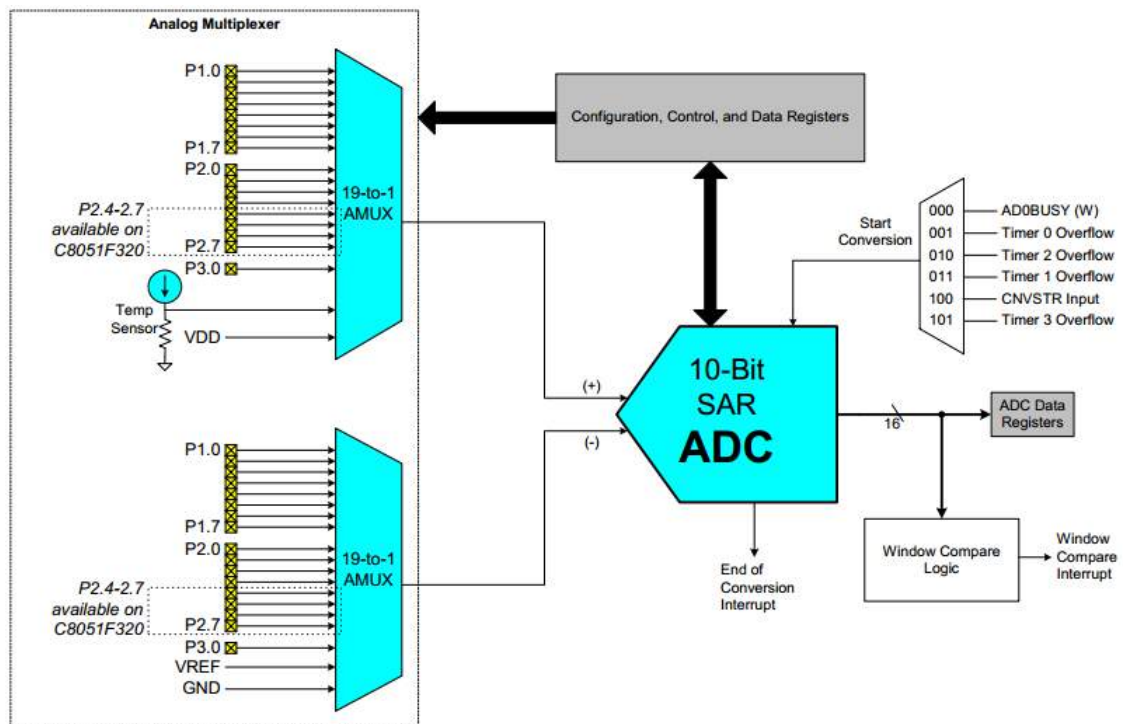 Analog Multiplexer
P1.0
P1.7
P2.0
P2.4-2.7
available on
C8051F320
P2.7
P3.0
Temp
Sensor
VDD
19-to-1
AMUX
Configuration, Control, and Data Registers
Start
Conversion
000
AD0BUSY (W)
001
Timer 0 Overflow
010
Timer 2 Overflow
011
Timer 1 Overflow
100
CNVSTR Input
101
Timer 3 Overflow
(+)
(-)
10-Bit
SAR
ADC
16
ADC Data
Registers
End of
Conversion
Interrupt
Window Compare
Logic
Window
Compare
Interrupt
P1.0
P1.7
P2.0
P2.4-2.7
available on
C8051F320
P2.7
P3.0
VREF
GND
19-to-1
AMUX